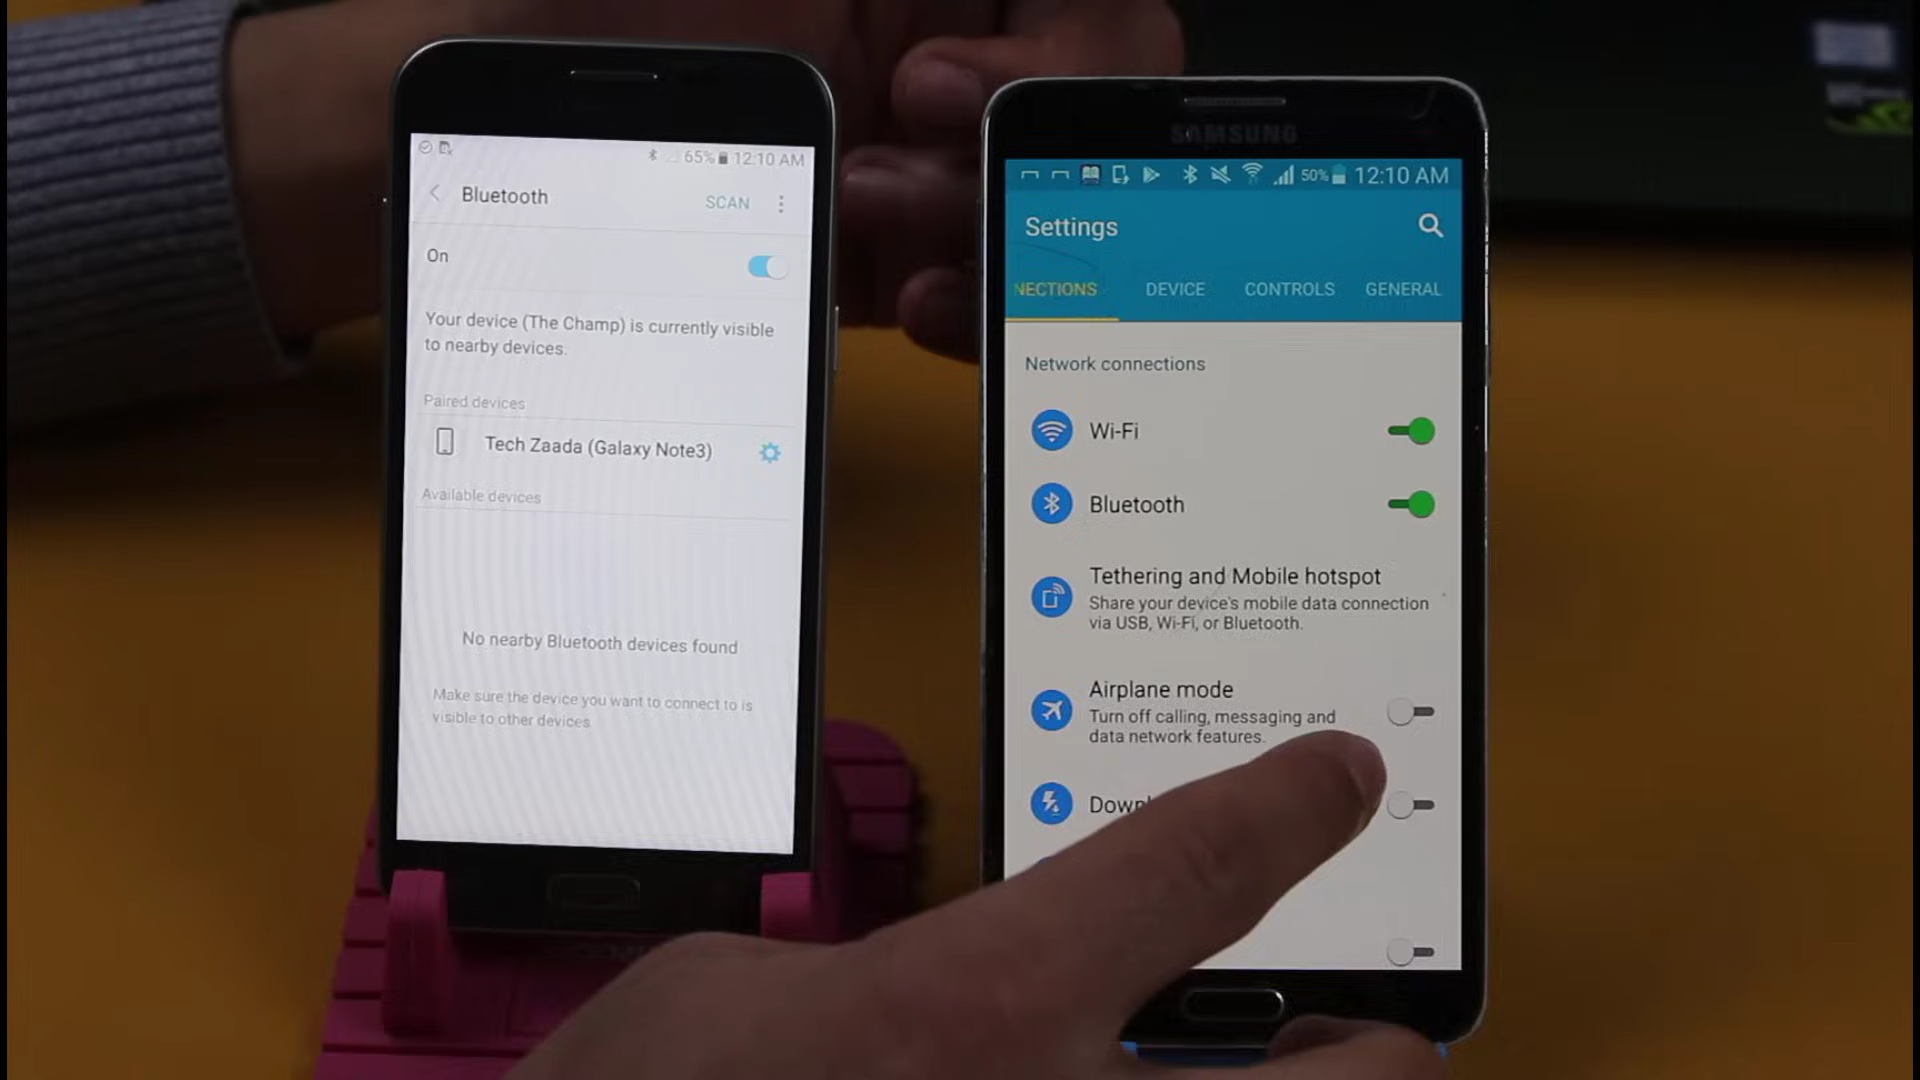 65% 12:10 AM
Bluetooth
SCAN
On
Your device (The Champ) is currently visible
to nearby devices.
Paired devices
Tech Zaada (Galaxy Note3)
Available devices
No nearby Bluetooth devices found
Make sure the device you want to connect to is
visible to other devices.
SAMSUNG
50% 12:10 AM
Settings
NECTIONS DEVICE CONTROLS GENERAL
Network connections
Wi-Fi
Bluetooth
Tethering and Mobile hotspot
Share your device's mobile data connection
via USB, Wi-Fi, or Bluetooth.
Airplane mode
Turn off calling, messaging and
data network features.
Down